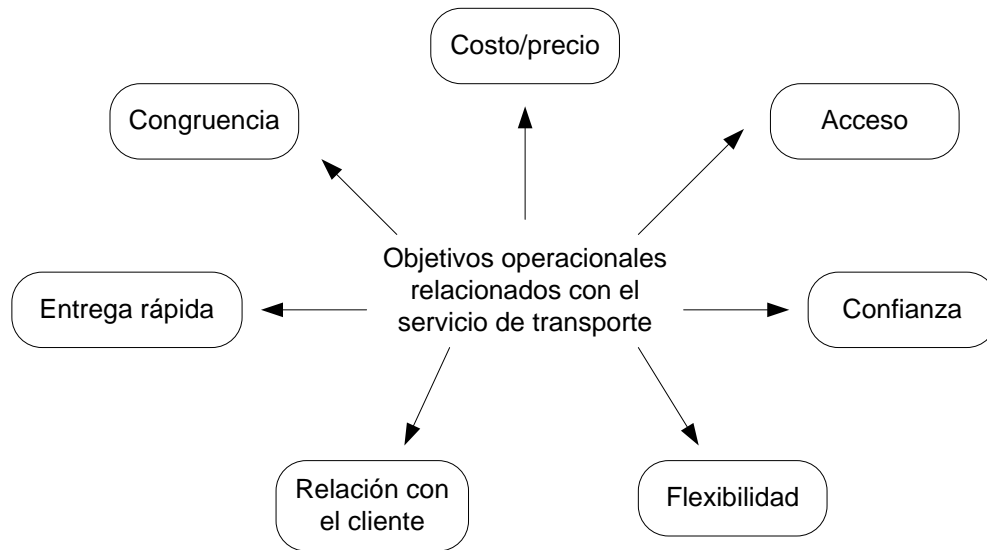 Costo/precio
Congruencia
Acceso
Objetivos operacionales
relacionados con el
servicio de transporte
Entrega rápida
Confianza
Relación con
el cliente
Flexibilidad